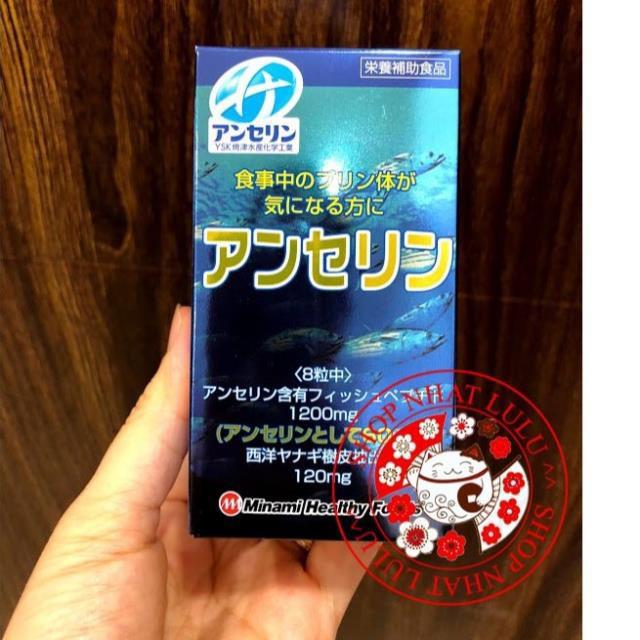 栄養補助食品
アンセリン
YSK焼津水産化学工業
食事中のプリン体が
気になる方に
アンセリン
〈8粒中〉
アンセリン含有フィッシュペプチド
1200mg
(アンセリンとして
西洋ヤナギ樹皮抽出
120mg
Minami Healthy Foods
SHOP NHAT LULU ^^ SHOP NHAT LULU ^^